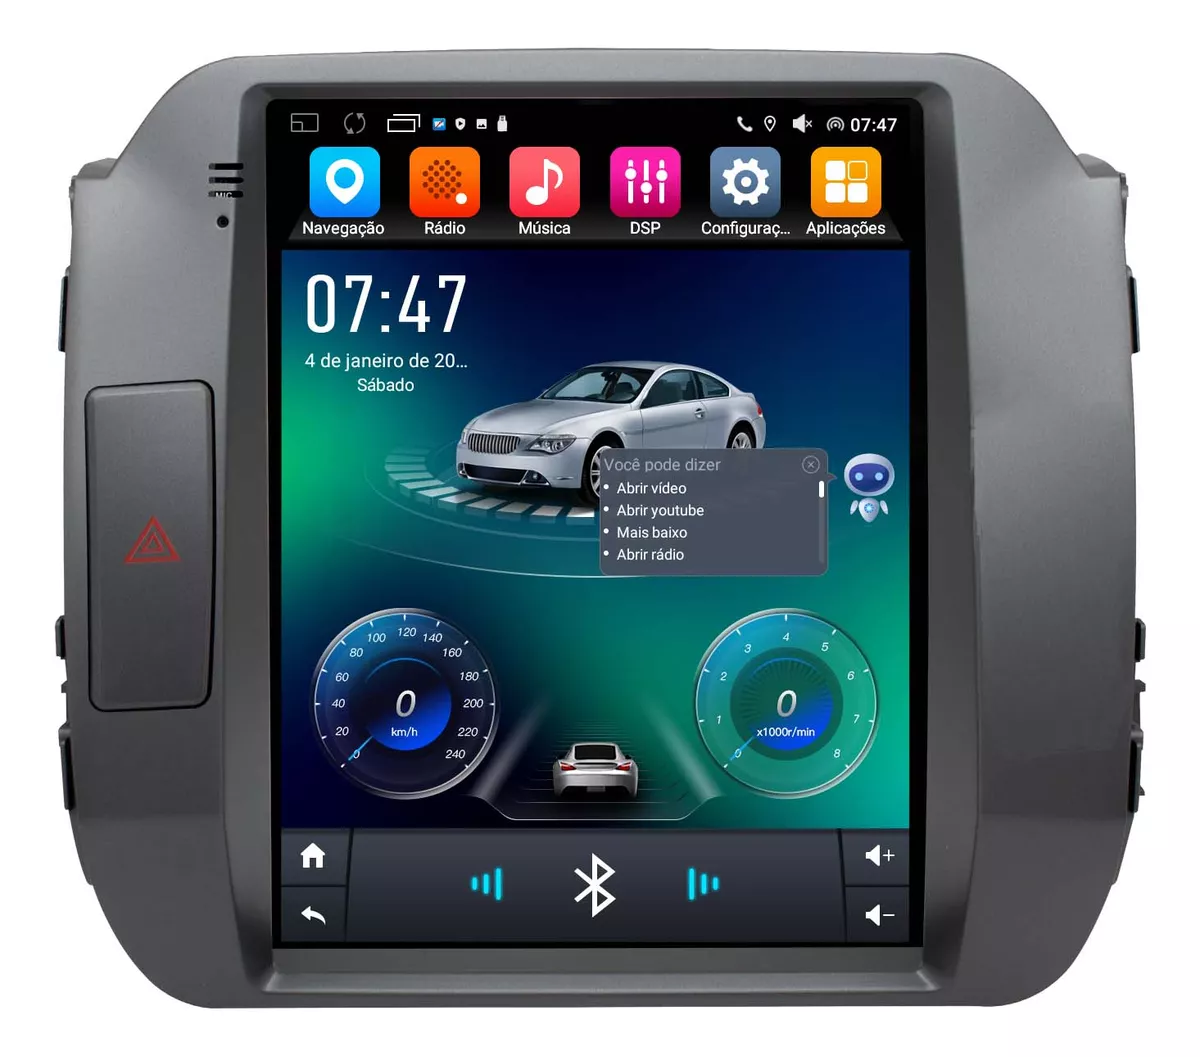 07:47
MIC
Navegação
Rádio
Música
DSP
Configuraç...
Aplicações
07:47
4 de janeiro de 20...
Sábado
Você pode dizer
• Abrir vídeo
• Abrir youtube
• Mais baixo
• Abrir rádio
0
20
40
60
80
100
120
140
160
180
200
220
240
0
km/h
0
1
2
3
4
5
6
7
8
0
x1000r/min
+
−